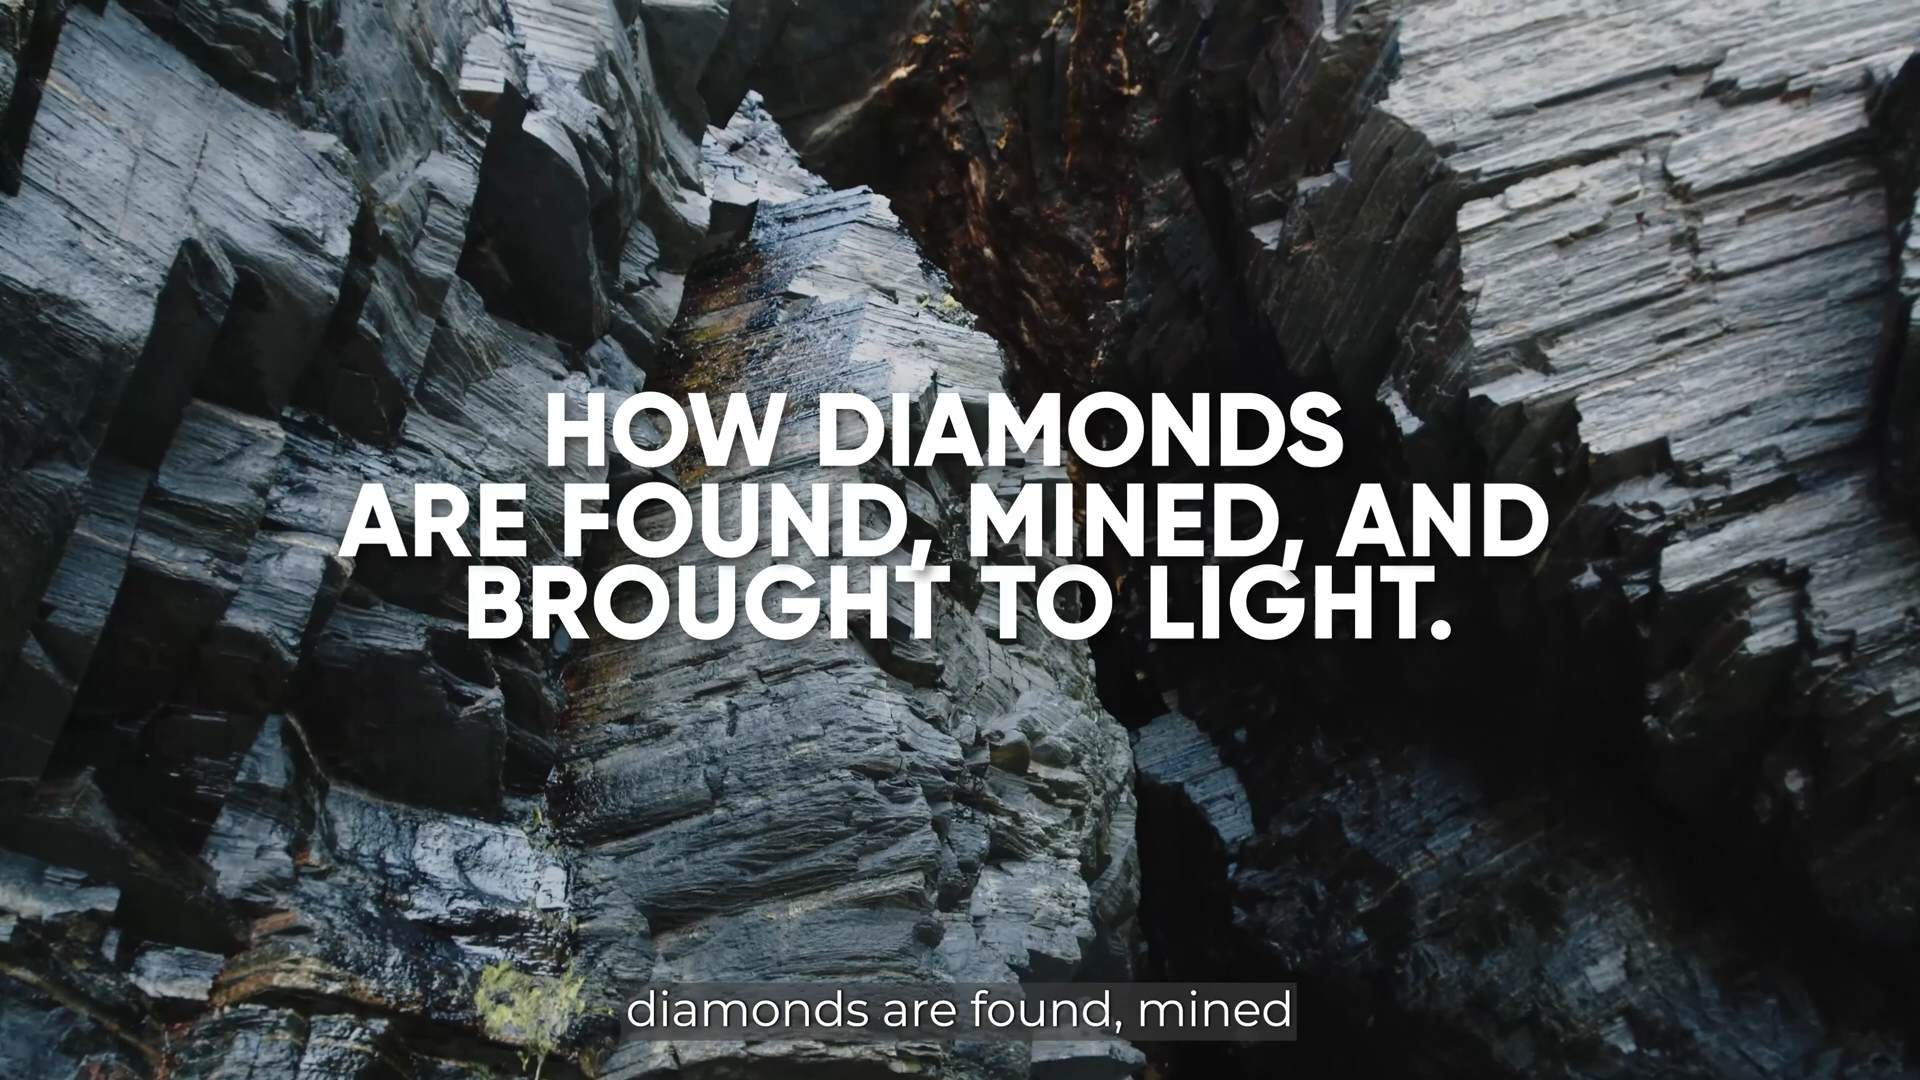 HOW DIAMONDS
ARE FOUND, MINED, AND
BROUGHT TO LIGHT.
diamonds are found, mined